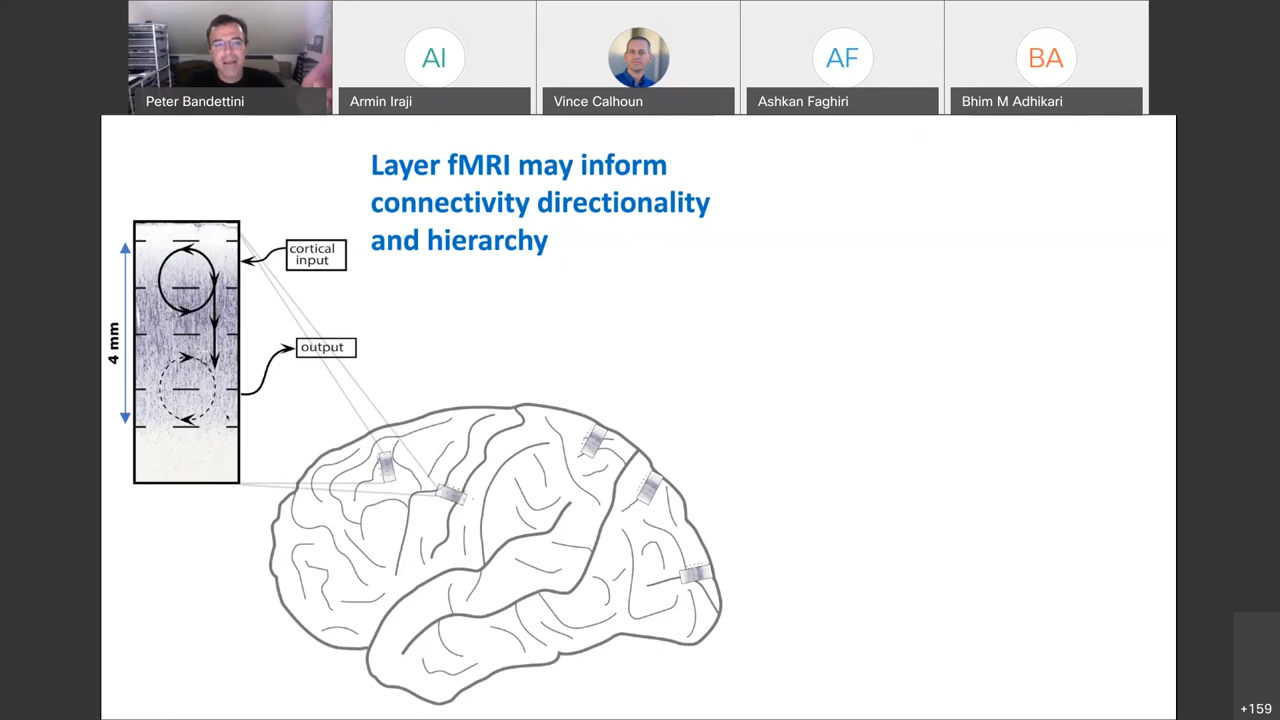 AI
AF
BA
Peter Bandettini
Armin Iraji
Vince Calhoun
Ashkan Faghiri
Bhim M Adhikari
Layer fMRI may inform
connectivity directionality
and hierarchy
cortical
input
output
4 mm
+159